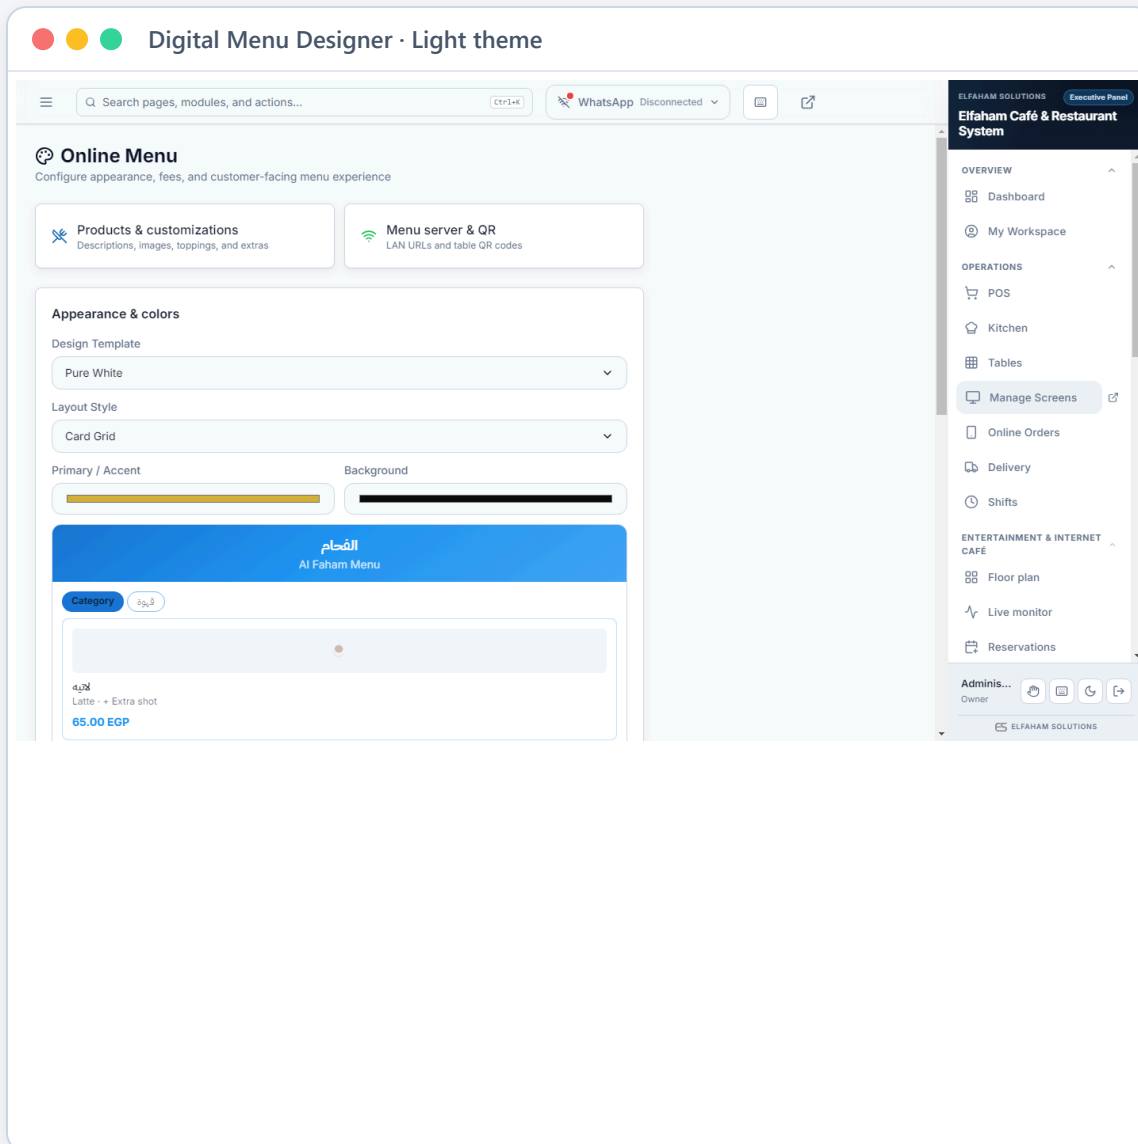 Digital Menu Designer · Light theme
Search pages, modules, and actions...
Ctrl+K
WhatsApp Disconnected
Online Menu
Configure appearance, fees, and customer-facing menu experience
Products & customizations
Descriptions, images, toppings, and extras
Menu server & QR
LAN URLs and table QR codes
Appearance & colors
Design Template
Pure White
Layout Style
Card Grid
Primary / Accent
Background
الفحام
Al Faham Menu
Category
قهوة
لاتيه
Latte · + Extra shot
65.00 EGP
ELFAHAM SOLUTIONS
Executive Panel
Elfaham Café & Restaurant
System
OVERVIEW
Dashboard
My Workspace
OPERATIONS
POS
Kitchen
Tables
Manage Screens
Online Orders
Delivery
Shifts
ENTERTAINMENT & INTERNET
CAFÉ
Floor plan
Live monitor
Reservations
Adminis...
Owner
ELFAHAM SOLUTIONS